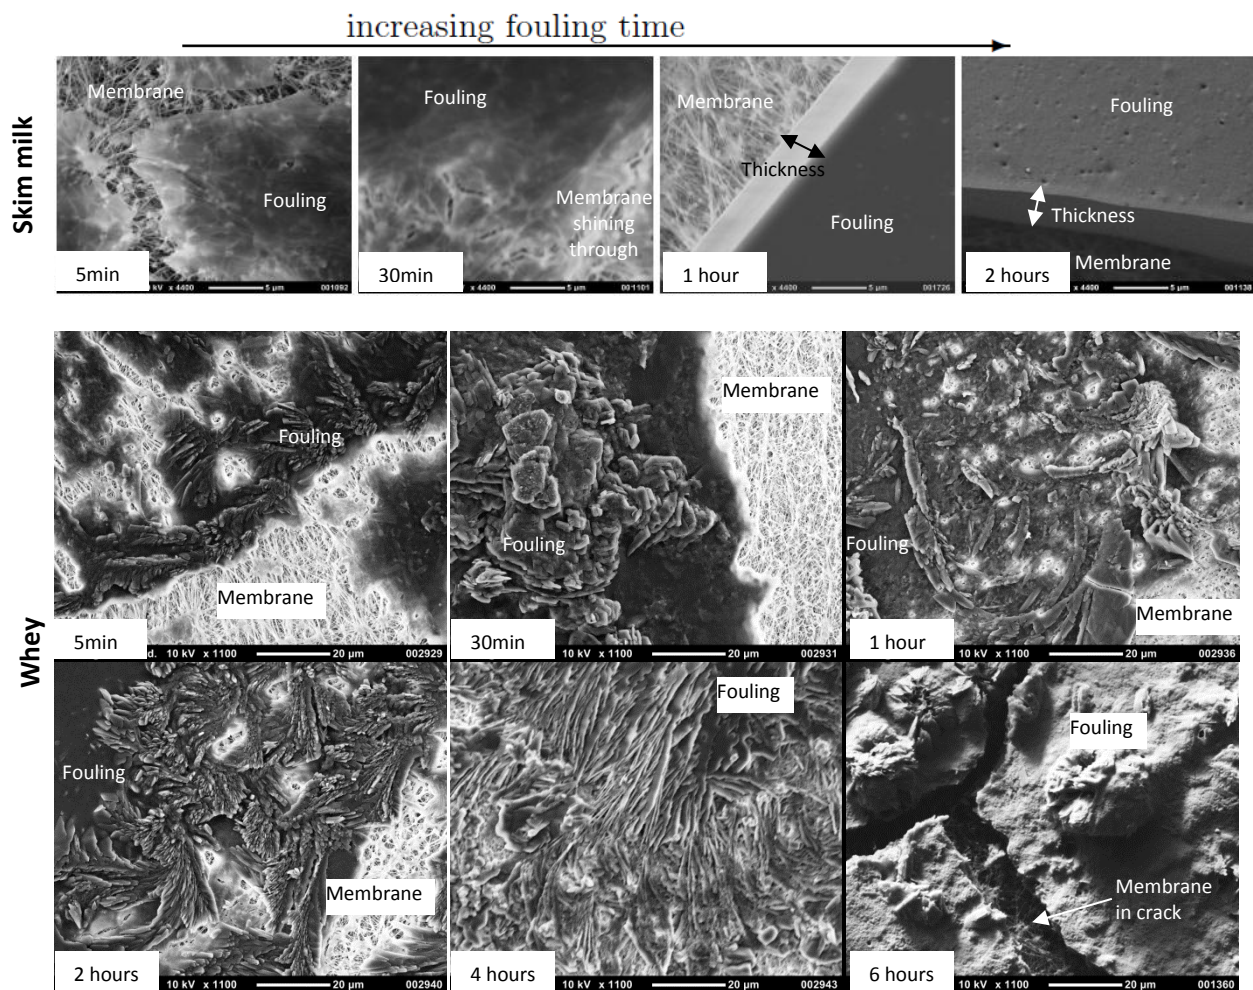 increasing fouling time
Skim milk
Membrane
Fouling
5min
kV x 4400 5 µm 001092
Fouling
Membrane
shining
through
30min
kV x 4400 5 µm 001101
Membrane
Thickness
Fouling
1 hour
x 4400 5 µm 001726
Fouling
Thickness
Membrane
2 hours
x 4400 5 µm 001138
Whey
Fouling
Membrane
5min
d. 10 kV x 1100 20 µm 002929
Membrane
Fouling
30min
10 kV x 1100 20 µm 002931
Fouling
Membrane
1 hour
10 kV x 1100 20 µm 002936
Fouling
Membrane
2 hours
10 kV x 1100 20 µm 002940
Fouling
4 hours
10 kV x 1100 20 µm 002943
Fouling
Membrane
in crack
6 hours
10 kV x 1100 20 µm 001360